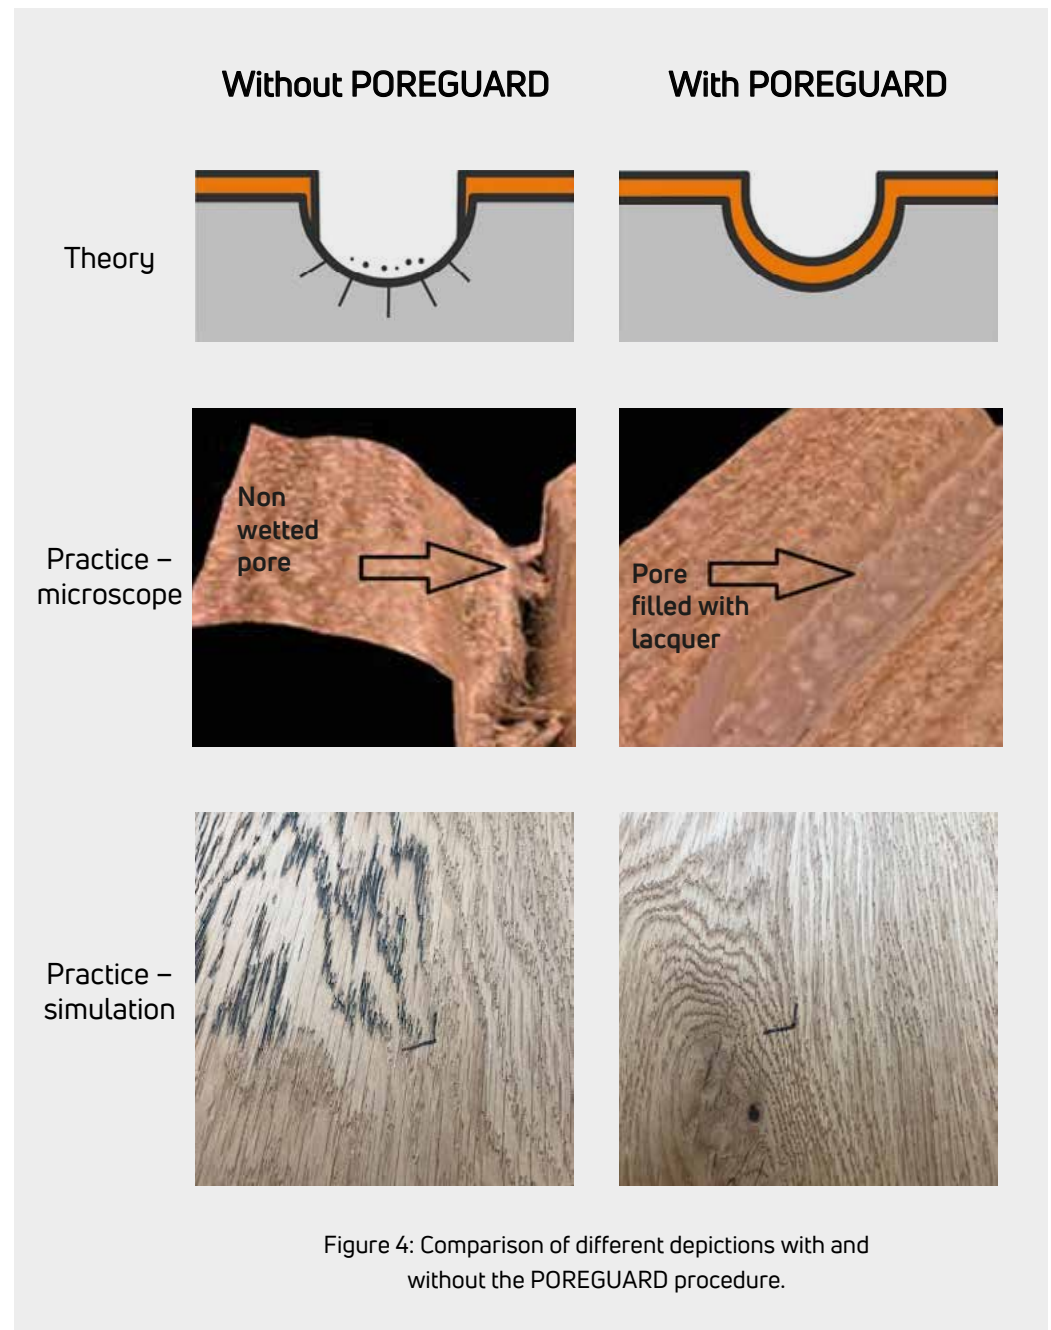 Without POREGUARD
With POREGUARD
Theory
Practice –
microscope
Non
wetted
pore
Pore
filled with
lacquer
Practice –
simulation
Figure 4: Comparison of different depictions with and
without the POREGUARD procedure.